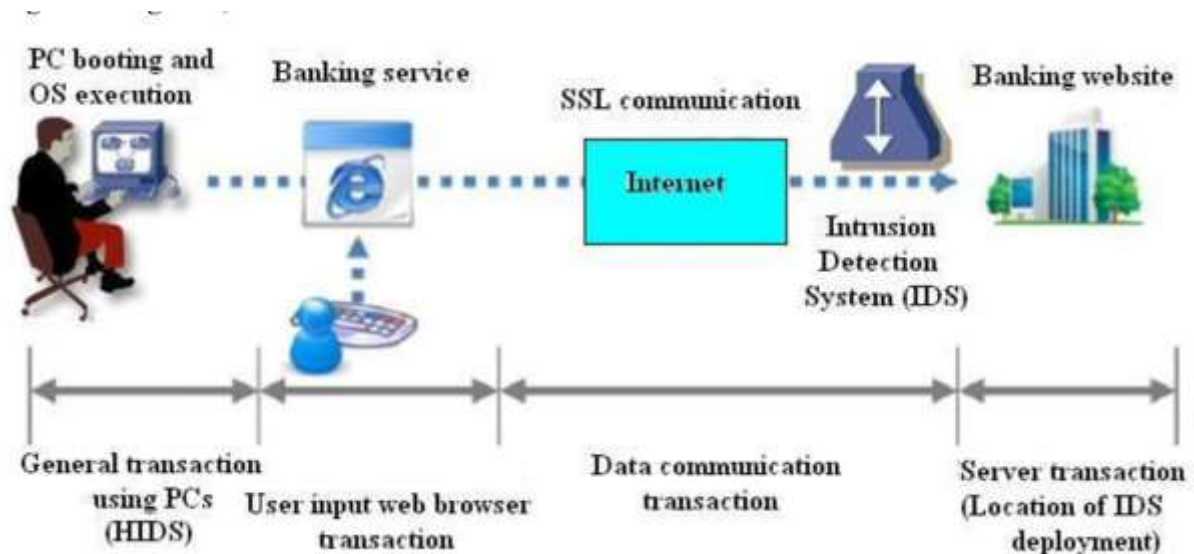 PC booting and
OS execution
Banking service
SSL communication
Banking website
Internet
Intrusion
Detection
System (IDS)
General transaction
using PCs
(HIDS)
User input web browser
transaction
Data communication
transaction
Server transaction
(Location of IDS
deployment)